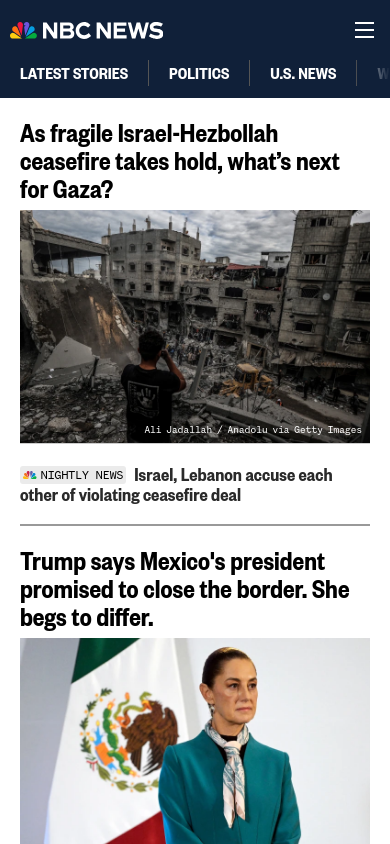 NBC NEWS
LATEST STORIES
POLITICS
U.S. NEWS
As fragile Israel-Hezbollah
ceasefire takes hold, what’s next
for Gaza?
Ali Jadallah / Anadolu via Getty Images
NIGHTLY NEWS Israel, Lebanon accuse each
other of violating ceasefire deal
Trump says Mexico's president
promised to close the border. She
begs to differ.